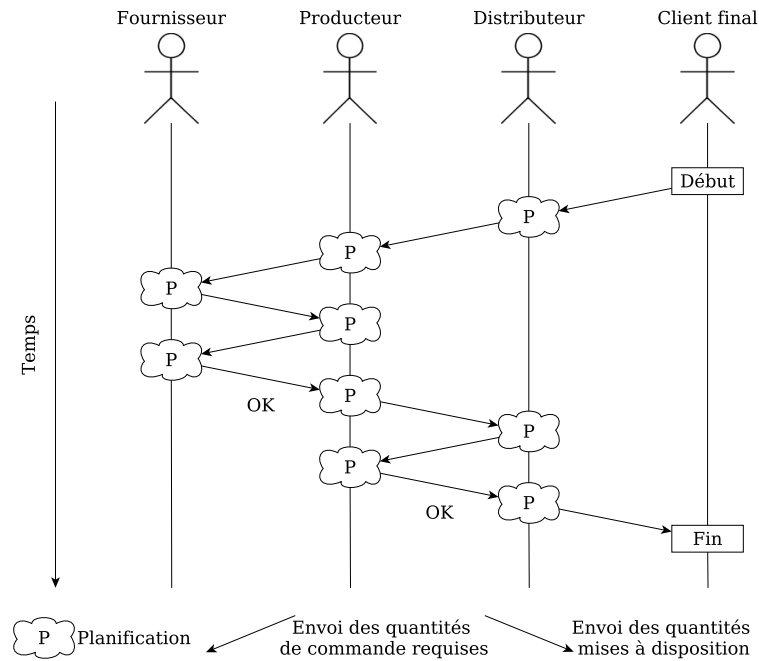 Fournisseur
Producteur
Distributeur
Client final
Début
P
P
P
P
P
Temps
P
OK
P
P
P
OK
Fin
P
Planification
Envoi des quantités
de commande requises
Envoi des quantités
mises à disposition